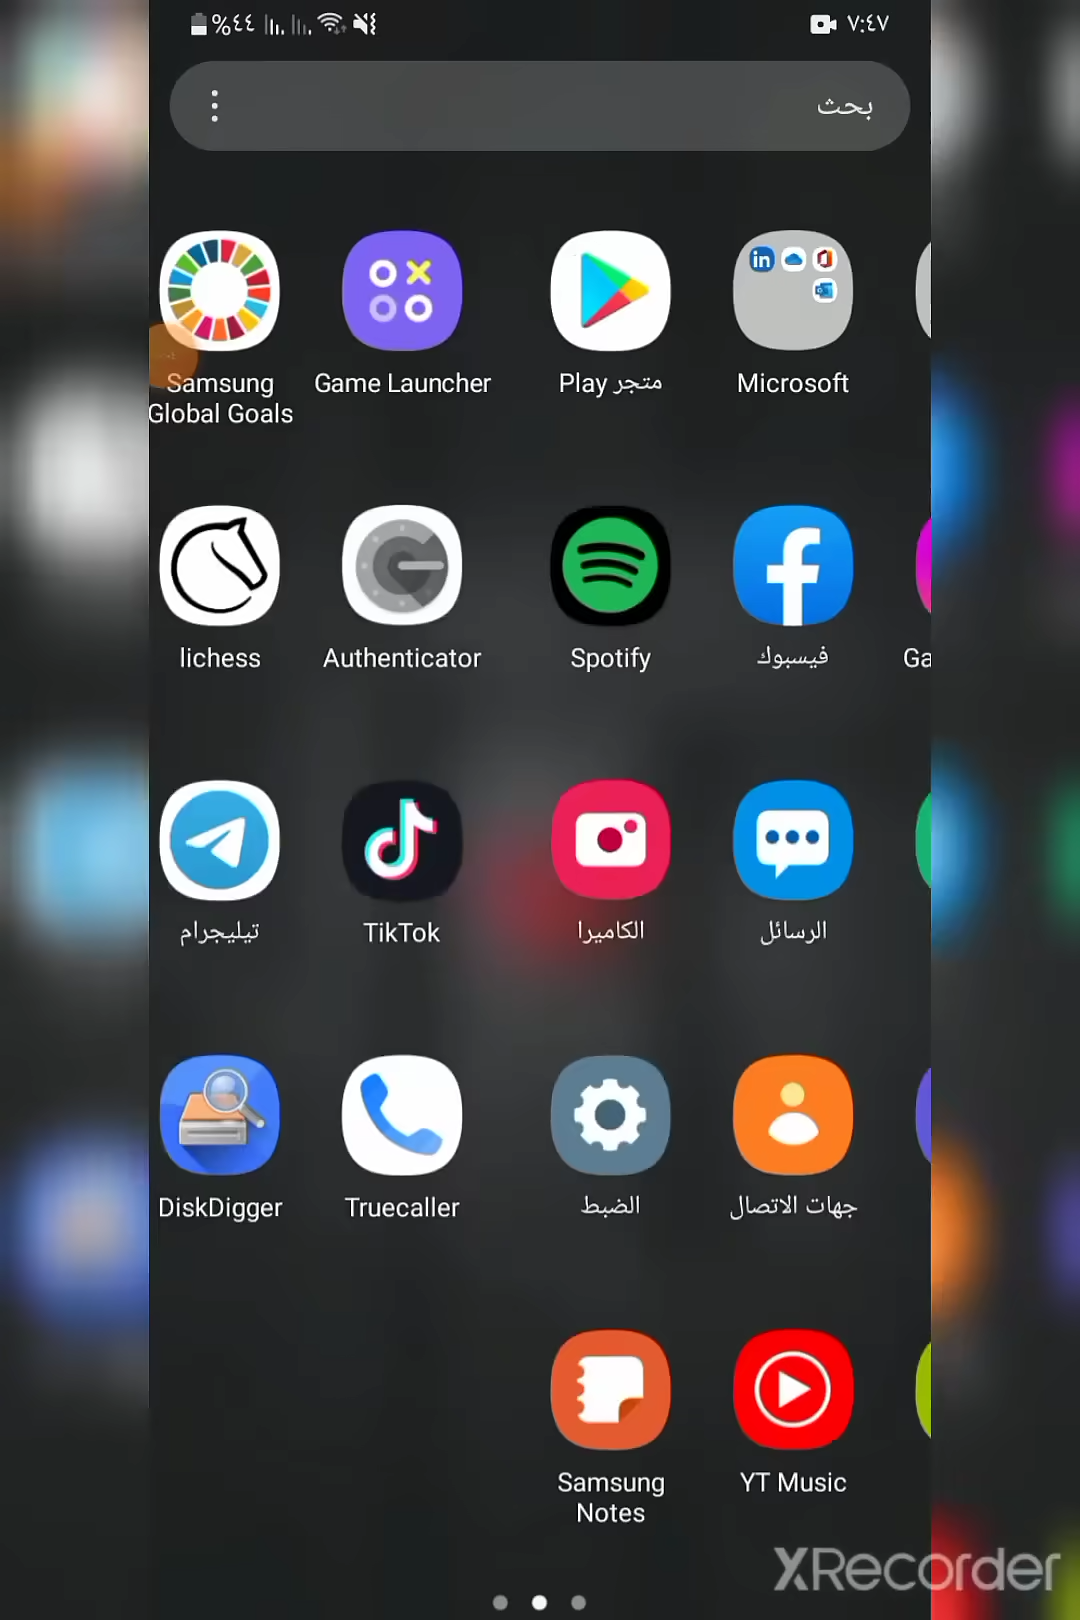 %٤٤
٧:٤٧
بحث
Samsung
Global Goals
Game Launcher
متجر Play
Microsoft
lichess
Authenticator
Spotify
فيسبوك
Ga
تيليجرام
TikTok
الكاميرا
الرسائل
DiskDigger
Truecaller
الضبط
جهات الاتصال
Samsung
Notes
YT Music
XRecorder